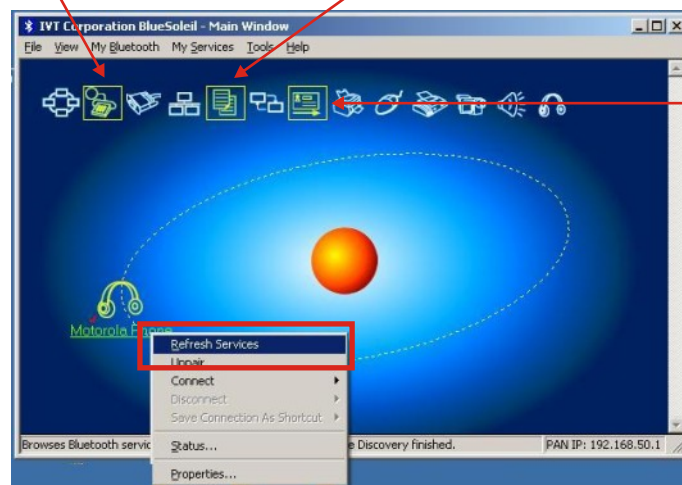 IVT Corporation BlueSoleil - Main Window
File View My Bluetooth My Services Tools Help
Motorola Phone
Refresh Services
Unpair
Connect
Disconnect
Save Connection As Shortcut
Status...
Properties...
Browses Bluetooth servic
e Discovery finished.
PAN IP: 192.168.50.1